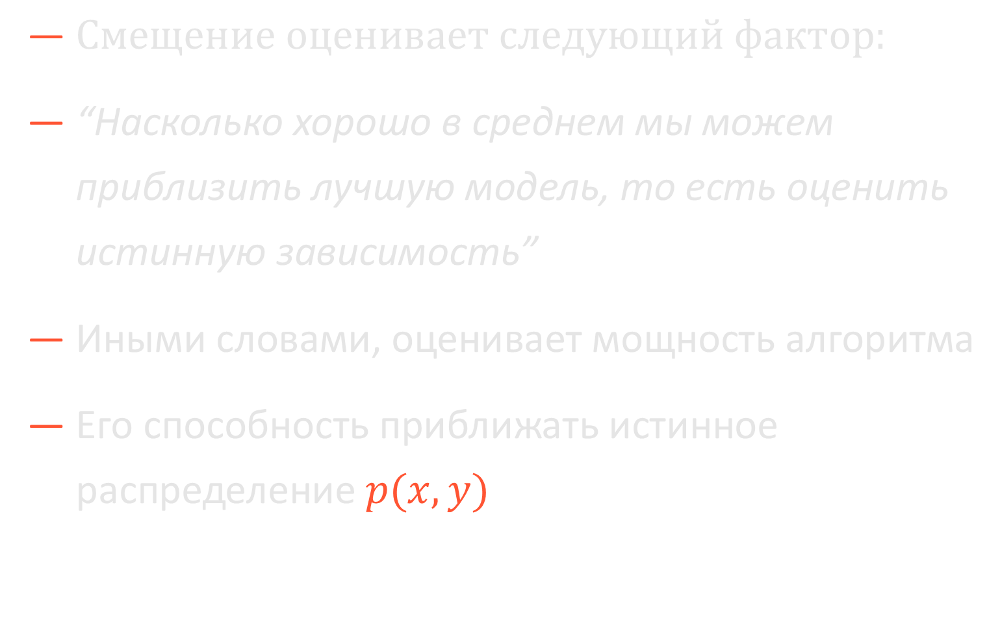 — Смещение оценивает следующий фактор:
— “Насколько хорошо в среднем мы можем
приблизить лучшую модель, то есть оценить
истинную зависимость”
— Иными словами, оценивает мощность алгоритма
— Его способность приближать истинное
распределение p(x, y)